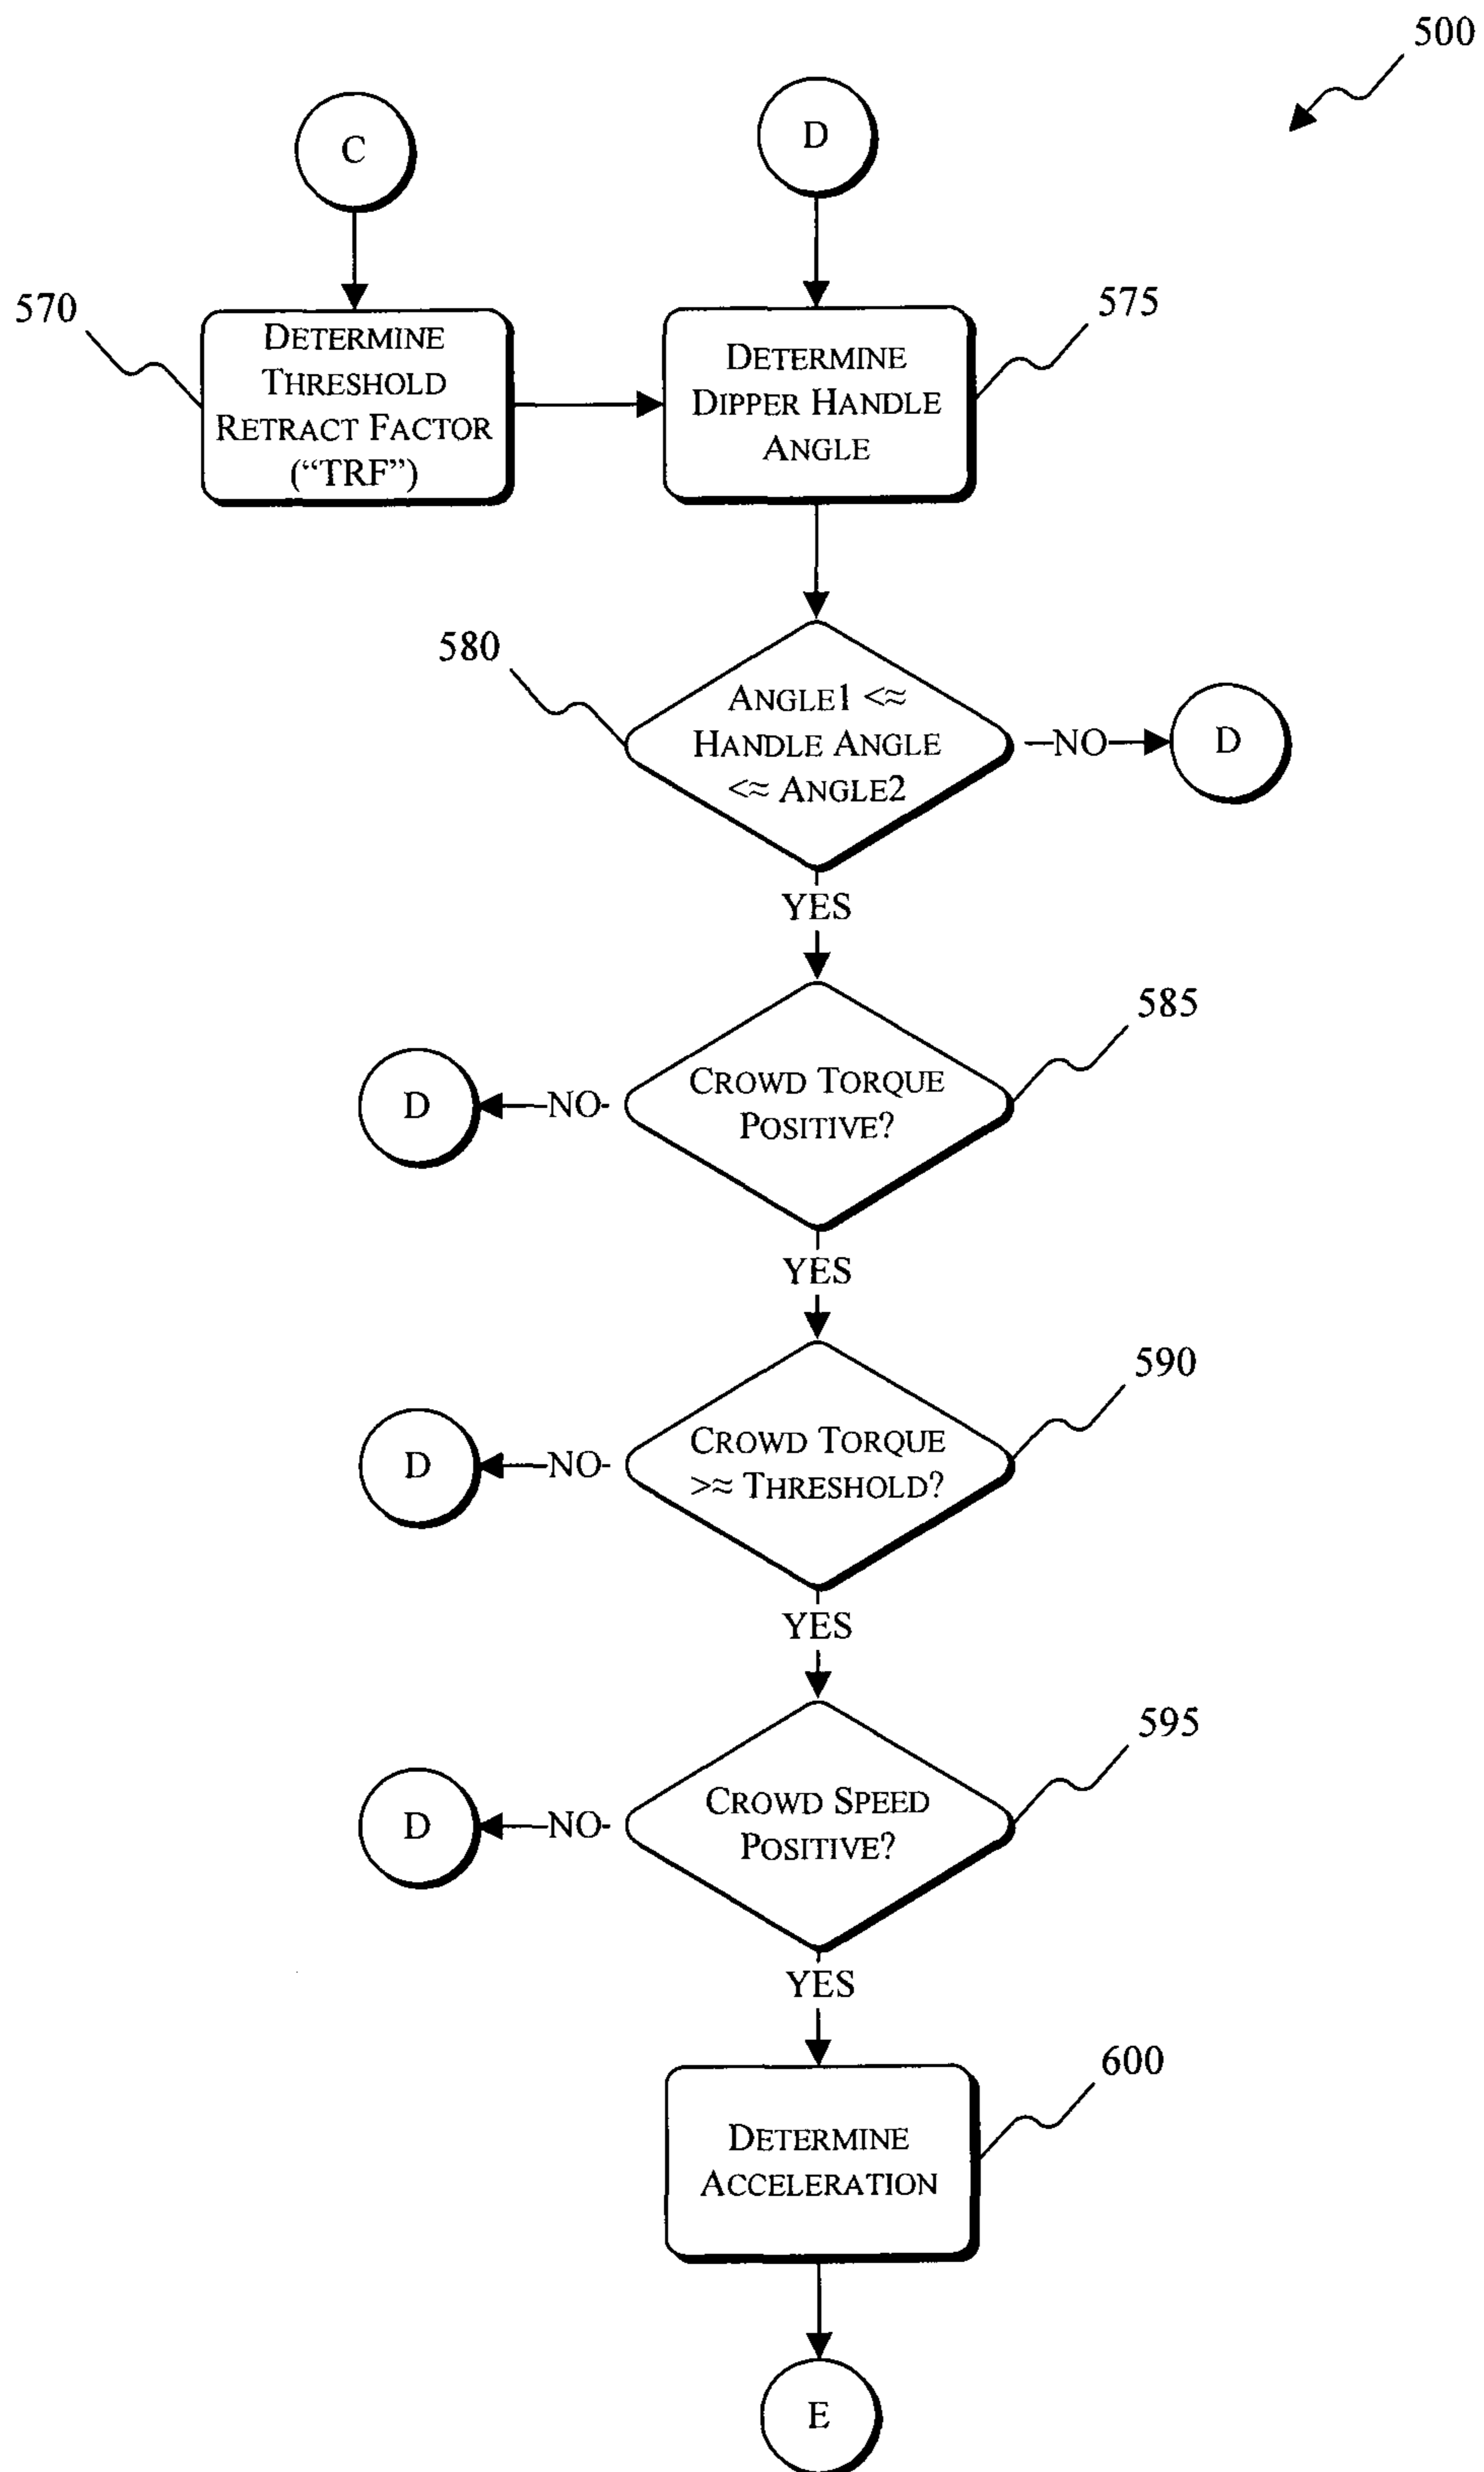 500
C
D
570
DETERMINE
THRESHOLD
RETRACT FACTOR
(“TRF”)
575
DETERMINE
DIPPER HANDLE
ANGLE
580
ANGLE1 <≈
HANDLE ANGLE
<≈ ANGLE2
NO
D
YES
585
CROWD TORQUE
POSITIVE?
NO
D
YES
590
CROWD TORQUE
>≈ THRESHOLD?
NO
D
YES
595
CROWD SPEED
POSITIVE?
NO
D
YES
600
DETERMINE
ACCELERATION
E